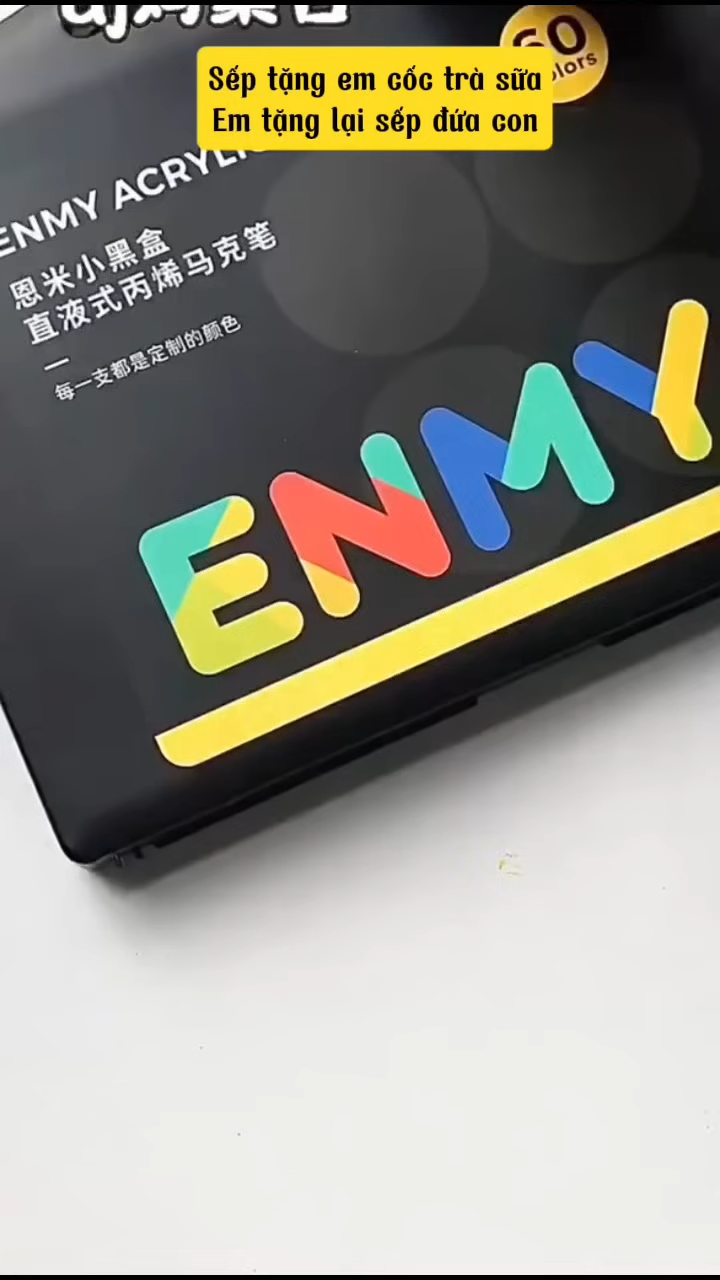 60
colors
Sếp tặng em cốc trà sữa
Em tặng lại sếp đứa con
ENMY ACRYLIC
恩米小黑盒
直液式丙烯马克笔
每一支都是定制的颜色
ENMY